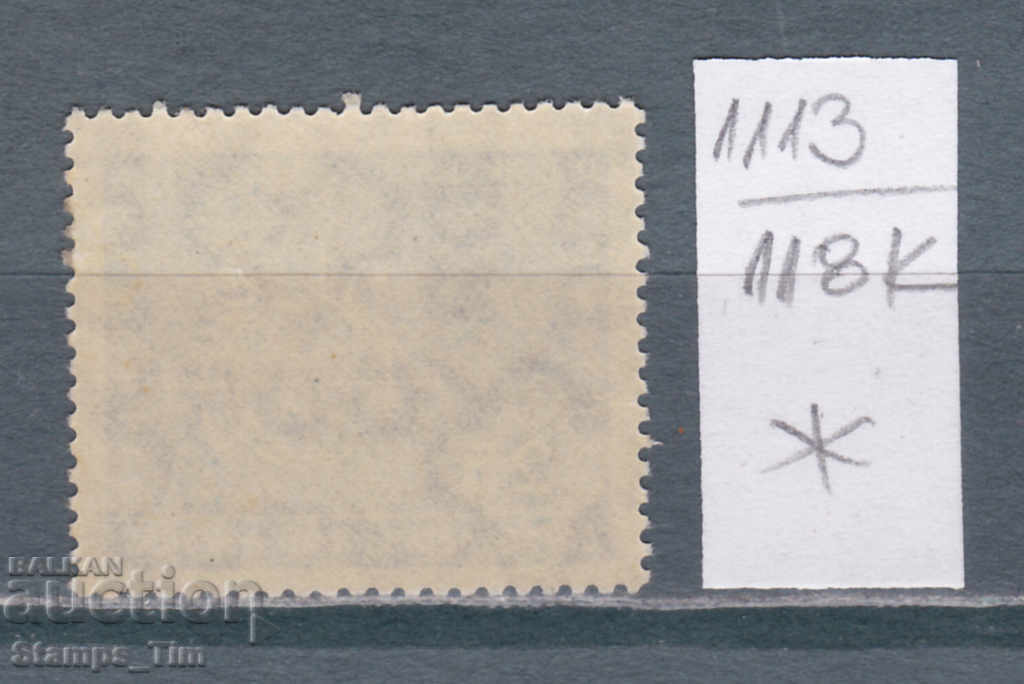 1113
118K
*
BALKAN
auction
Stamps_Tim